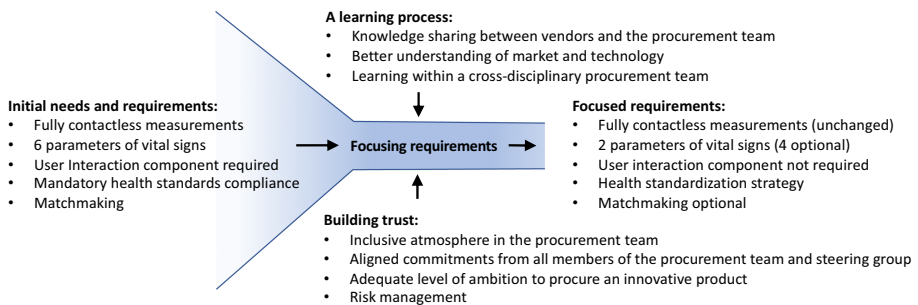 A learning process:
• Knowledge sharing between vendors and the procurement team
• Better understanding of market and technology
• Learning within a cross-disciplinary procurement team
Initial needs and requirements:
• Fully contactless measurements
• 6 parameters of vital signs
• User Interaction component required
• Mandatory health standards compliance
• Matchmaking
Focusing requirements
Focused requirements:
• Fully contactless measurements (unchanged)
• 2 parameters of vital signs (4 optional)
• User interaction component not required
• Health standardization strategy
• Matchmaking optional
Building trust:
• Inclusive atmosphere in the procurement team
• Aligned commitments from all members of the procurement team and steering group
• Adequate level of ambition to procure an innovative product
• Risk management